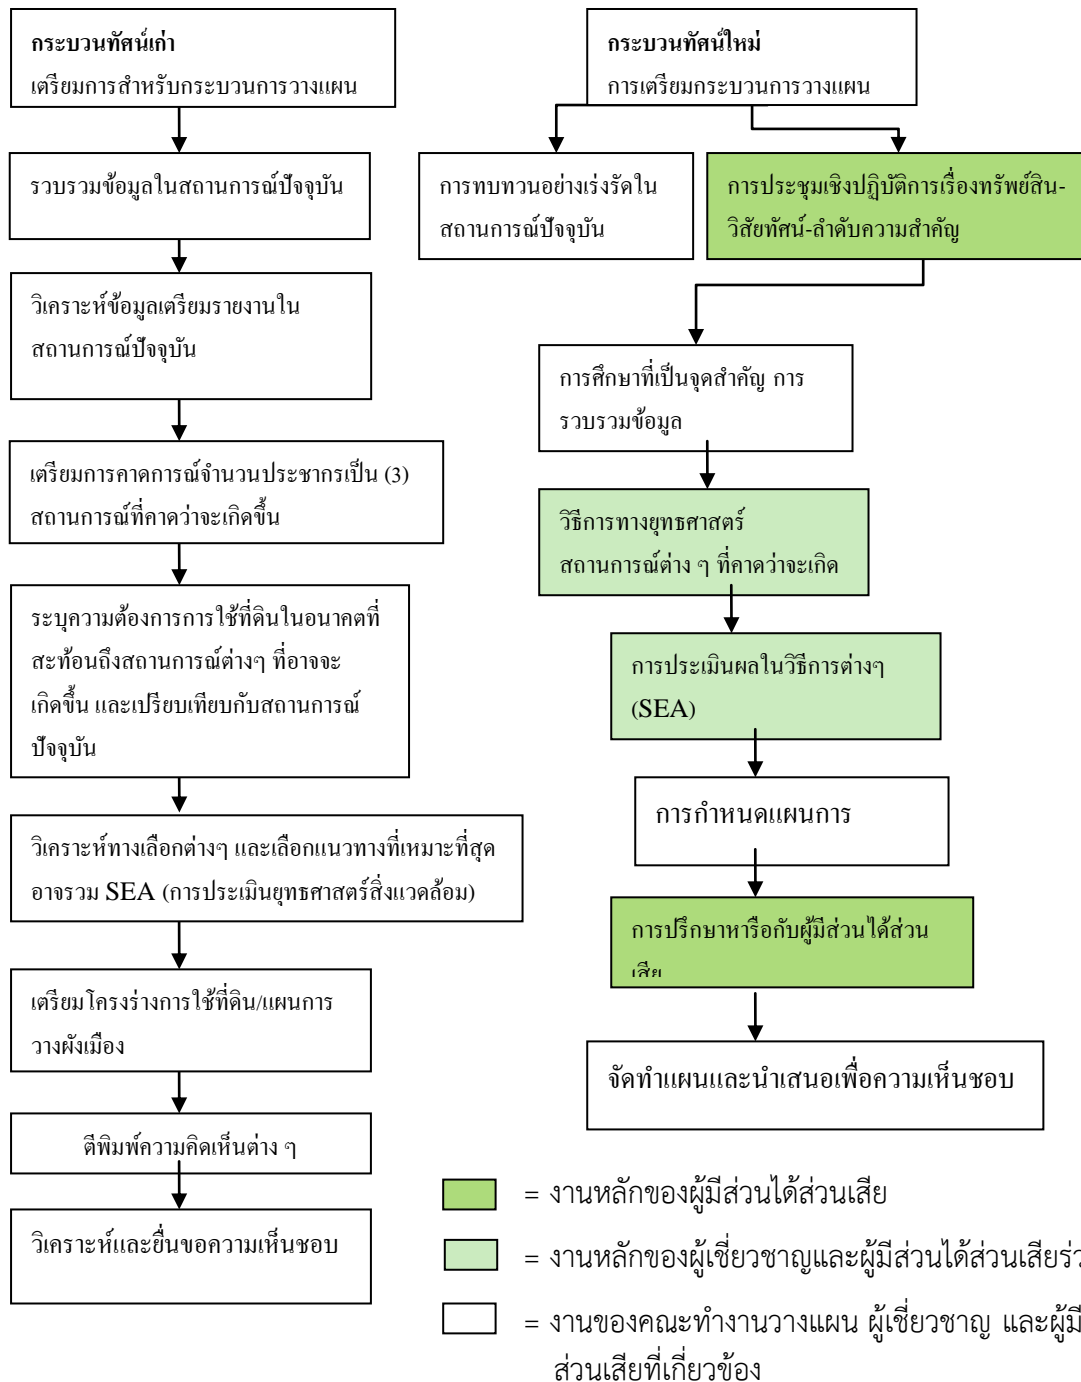 กระบวนทัศน์เก่า
เตรียมการสำหรับกระบวนการวางแผน
รวบรวมข้อมูลในสถานการณ์ปัจจุบัน
วิเคราะห์ข้อมูลเตรียมรายงานใน
สถานการณ์ปัจจุบัน
เตรียมการคาดการณ์จำนวนประชากรเป็น (3)
สถานการณ์ที่คาดว่าจะเกิดขึ้น
ระบุความต้องการการใช้ที่ดินในอนาคตที่
สะท้อนถึงสถานการณ์ต่างๆ ที่อาจจะ
เกิดขึ้น และเปรียบเทียบกับสถานการณ์
ปัจจุบัน
วิเคราะห์ทางเลือกต่างๆ และเลือกแนวทางที่เหมาะที่สุด
อาจรวม SEA (การประเมินยุทธศาสตร์สิ่งแวดล้อม)
เตรียมโครงร่างการใช้ที่ดิน/แผนการ
วางผังเมือง
ตีพิมพ์ความคิดเห็นต่าง ๆ
วิเคราะห์และยื่นขอความเห็นชอบ
กระบวนทัศน์ใหม่
การเตรียมกระบวนการวางแผน
การทบทวนอย่างเร่งรัดใน
สถานการณ์ปัจจุบัน
การประชุมเชิงปฏิบัติการเรื่องทรัพย์สิน-
วิสัยทัศน์-ลำดับความสำคัญ
การศึกษาที่เป็นจุดสำคัญ การ
รวบรวมข้อมูล
วิธีการทางยุทธศาสตร์
สถานการณ์ต่าง ๆ ที่คาดว่าจะเกิด
การประเมินผลในวิธีการต่างๆ
(SEA)
การกำหนดแผนการ
การปรึกษาหารือกับผู้มีส่วนได้ส่วน
เสีย
จัดทำแผนและนำเสนอเพื่อความเห็นชอบ
= งานหลักของผู้มีส่วนได้ส่วนเสีย
= งานหลักของผู้เชี่ยวชาญและผู้มีส่วนได้ส่วนเสีย
= งานของคณะทำงานวางแผน ผู้เชี่ยวชาญ และผู้มี
ส่วนเสียที่เกี่ยวข้อง